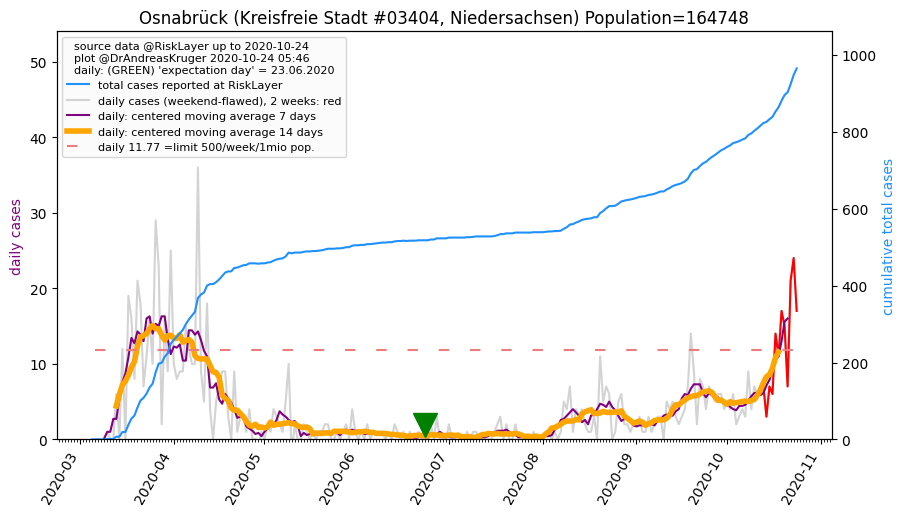 Osnabrück (Kreisfreie Stadt #03404, Niedersachsen) Population=164748
source data @RiskLayer up to 2020-10-24
plot @DrAndreasKruger 2020-10-24 05:46
daily: (GREEN) 'expectation day' = 23.06.2020
total cases reported at RiskLayer
daily cases (weekend-flawed), 2 weeks: red
daily: centered moving average 7 days
daily: centered moving average 14 days
daily 11.77 =limit 500/week/1mio pop.
daily cases
50
40
30
20
10
0
cumulative total cases
1000
800
600
400
200
0
2020-03
2020-04
2020-05
2020-06
2020-07
2020-08
2020-09
2020-10
2020-11